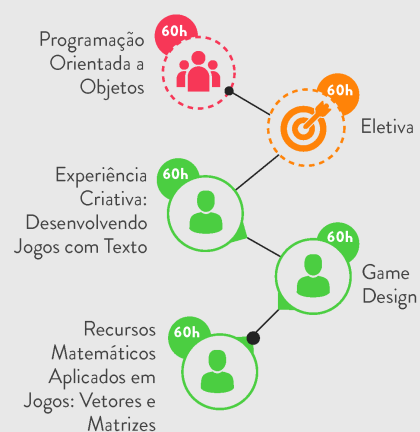 60h
Programação
Orientada a
Objetos
60h
Eletiva
60h
Experiência
Criativa:
Desenvolvendo
Jogos com Texto
60h
Game
Design
60h
Recursos
Matemáticos
Aplicados em
Jogos: Vetores e
Matrizes